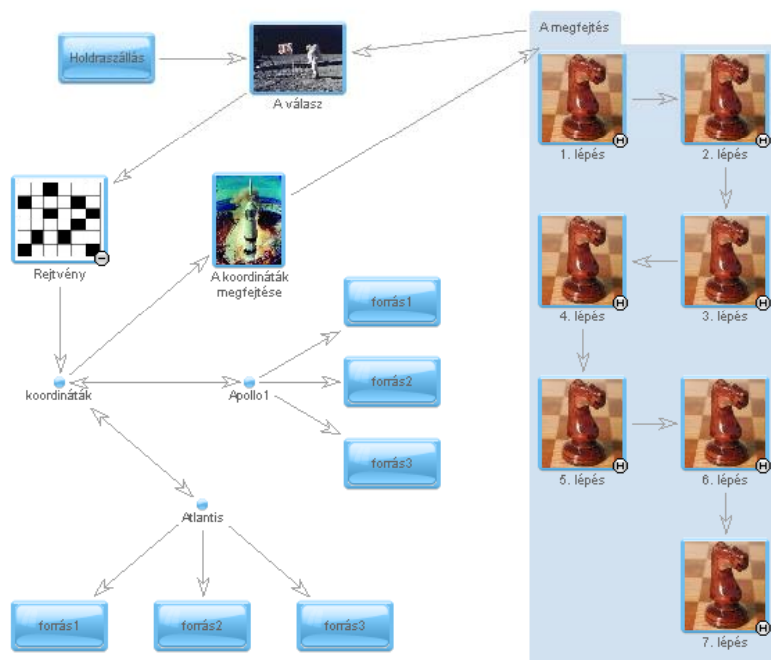 Holdraszállás
A válasz
A megfejtés
1. lépés
2. lépés
Rejtvény
A koordináták
megfejtése
4. lépés
3. lépés
forrás1
koordináták
Apollo1
forrás2
forrás3
5. lépés
6. lépés
Atlantis
forrás1
forrás2
forrás3
7. lépés
H
H
H
H
H
H
H